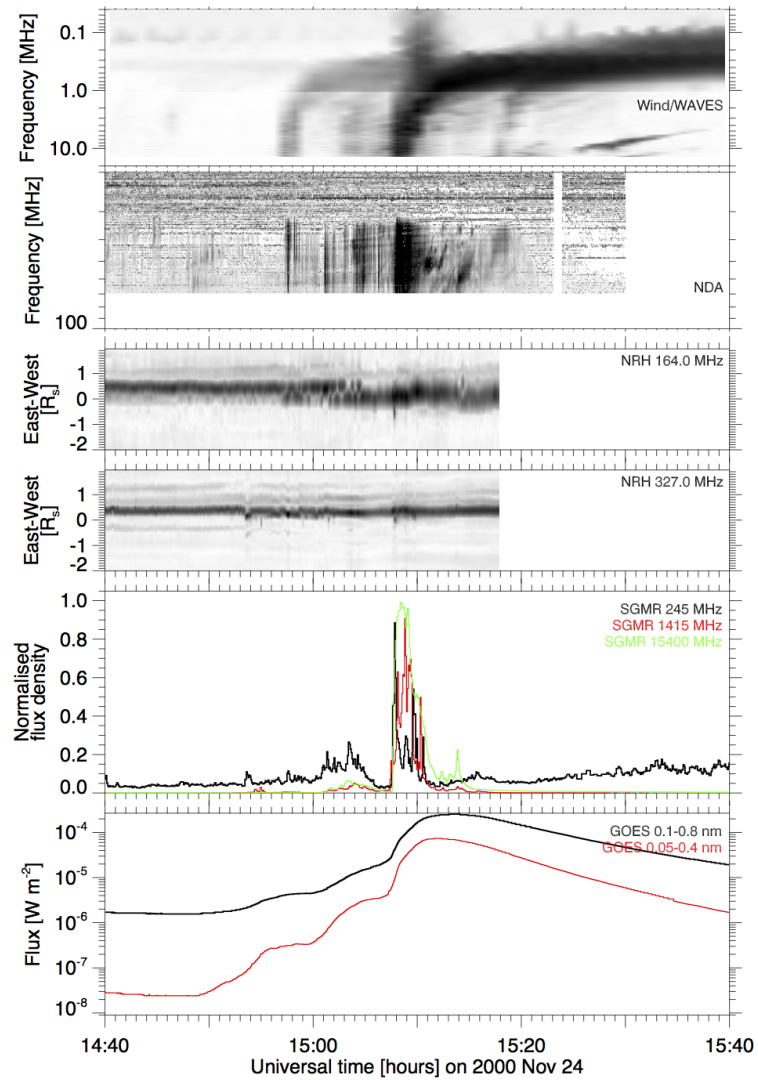 Frequency [MHz]
0.1
1.0
10.0
Wind/WAVES
Frequency [MHz]
100
NDA
East-West
[Rs]
1
0
-1
-2
NRH 164.0 MHz
East-West
[Rs]
1
0
-1
-2
NRH 327.0 MHz
Normalised
flux density
1.0
0.8
0.6
0.4
0.2
0.0
SGMR 245 MHz
SGMR 1415 MHz
SGMR 15400 MHz
Flux [W m-2]
10-4
10-5
10-6
10-7
10-8
GOES 0.1-0.8 nm
GOES 0.05-0.4 nm
14:40 15:00 15:20 15:40
Universal time [hours] on 2000 Nov 24